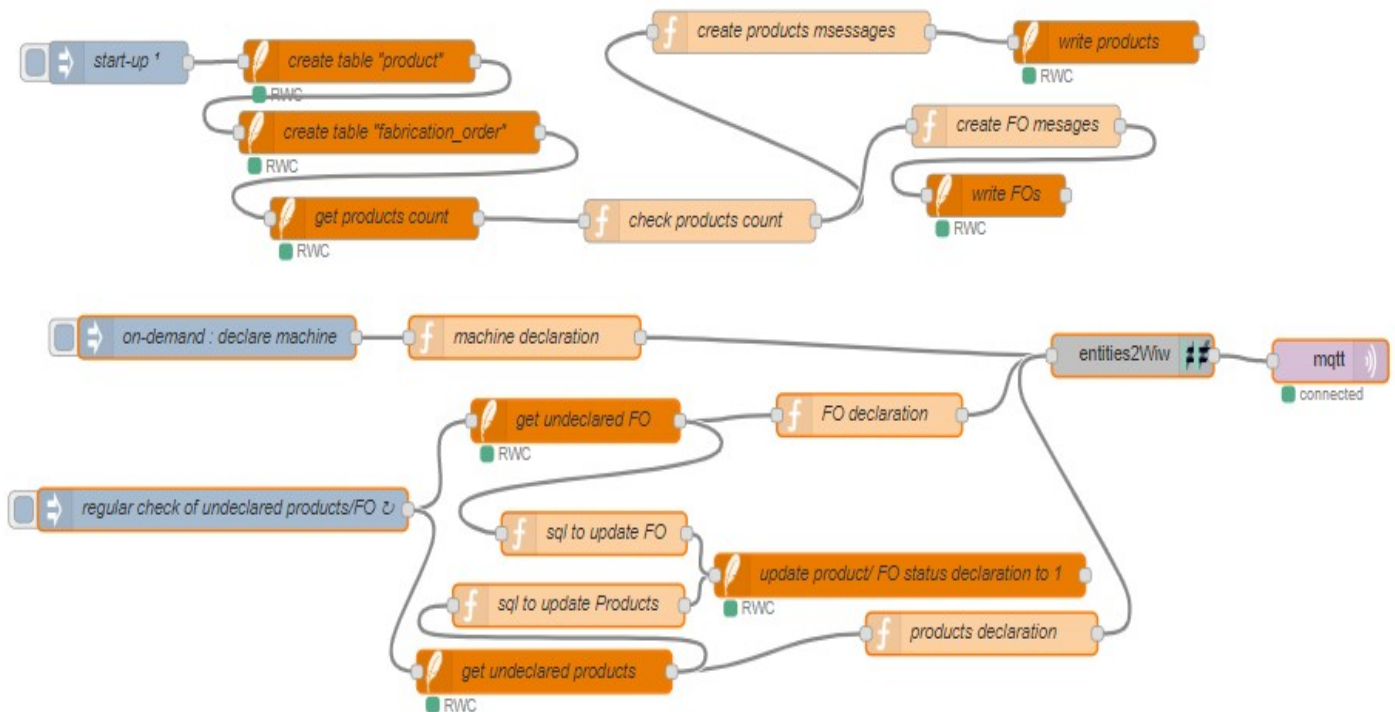 start-up ¹
create table "product"
RWC
create table "fabrication_order"
RWC
get products count
RWC
check products count
create products msessages
write products
RWC
create FO mesages
write FOs
RWC
on-demand : declare machine
machine declaration
entities2Wiw
mqtt
connected
get undeclared FO
RWC
FO declaration
regular check of undeclared products/FO ↻
sql to update FO
sql to update Products
update product/ FO status declaration to 1
RWC
products declaration
get undeclared products
RWC